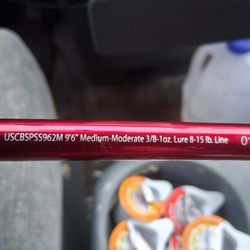 USCBSPSS962M 9'6" Medium-Moderate 3/8-1oz. Lure 8-15 lb. Line